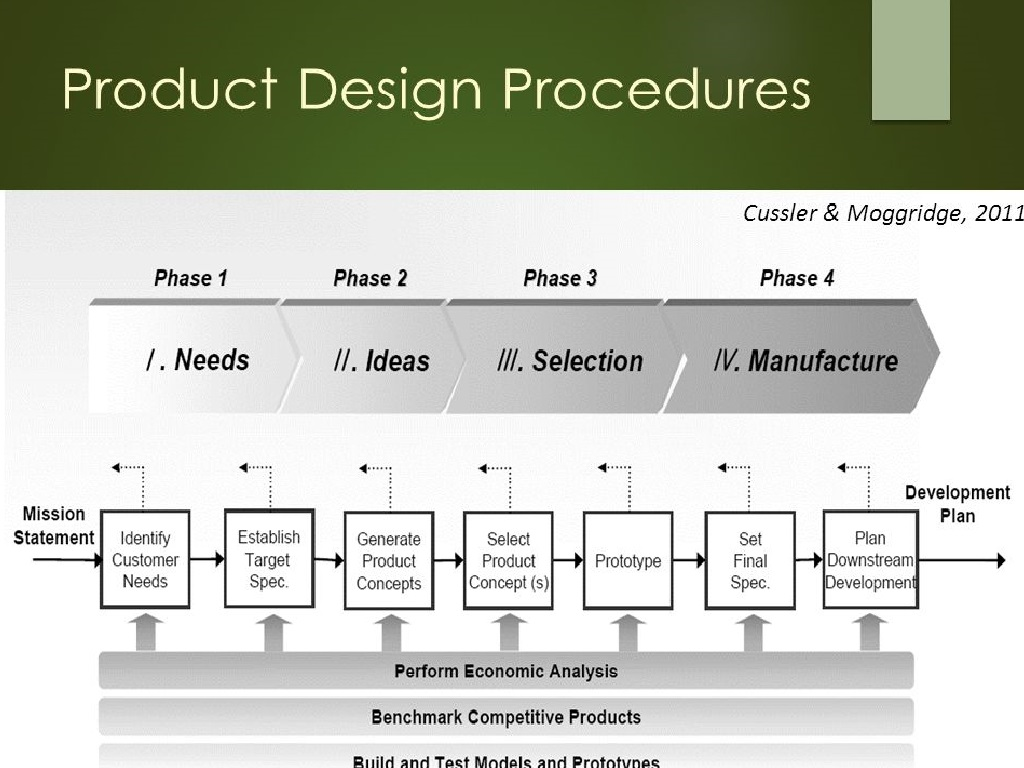 Product Design Procedures
Cussler & Moggridge, 2011
Phase 1
Phase 2
Phase 3
Phase 4
I . Needs
II. Ideas
III. Selection
IV. Manufacture
Mission
Statement
Identify
Customer
Needs
Establish
Target
Spec.
Generate
Product
Concepts
Select
Product
Concept (s)
Prototype
Set
Final
Spec.
Plan
Downstream
Development
Development
Plan
Perform Economic Analysis
Benchmark Competitive Products
Build and Test Models and Prototypes